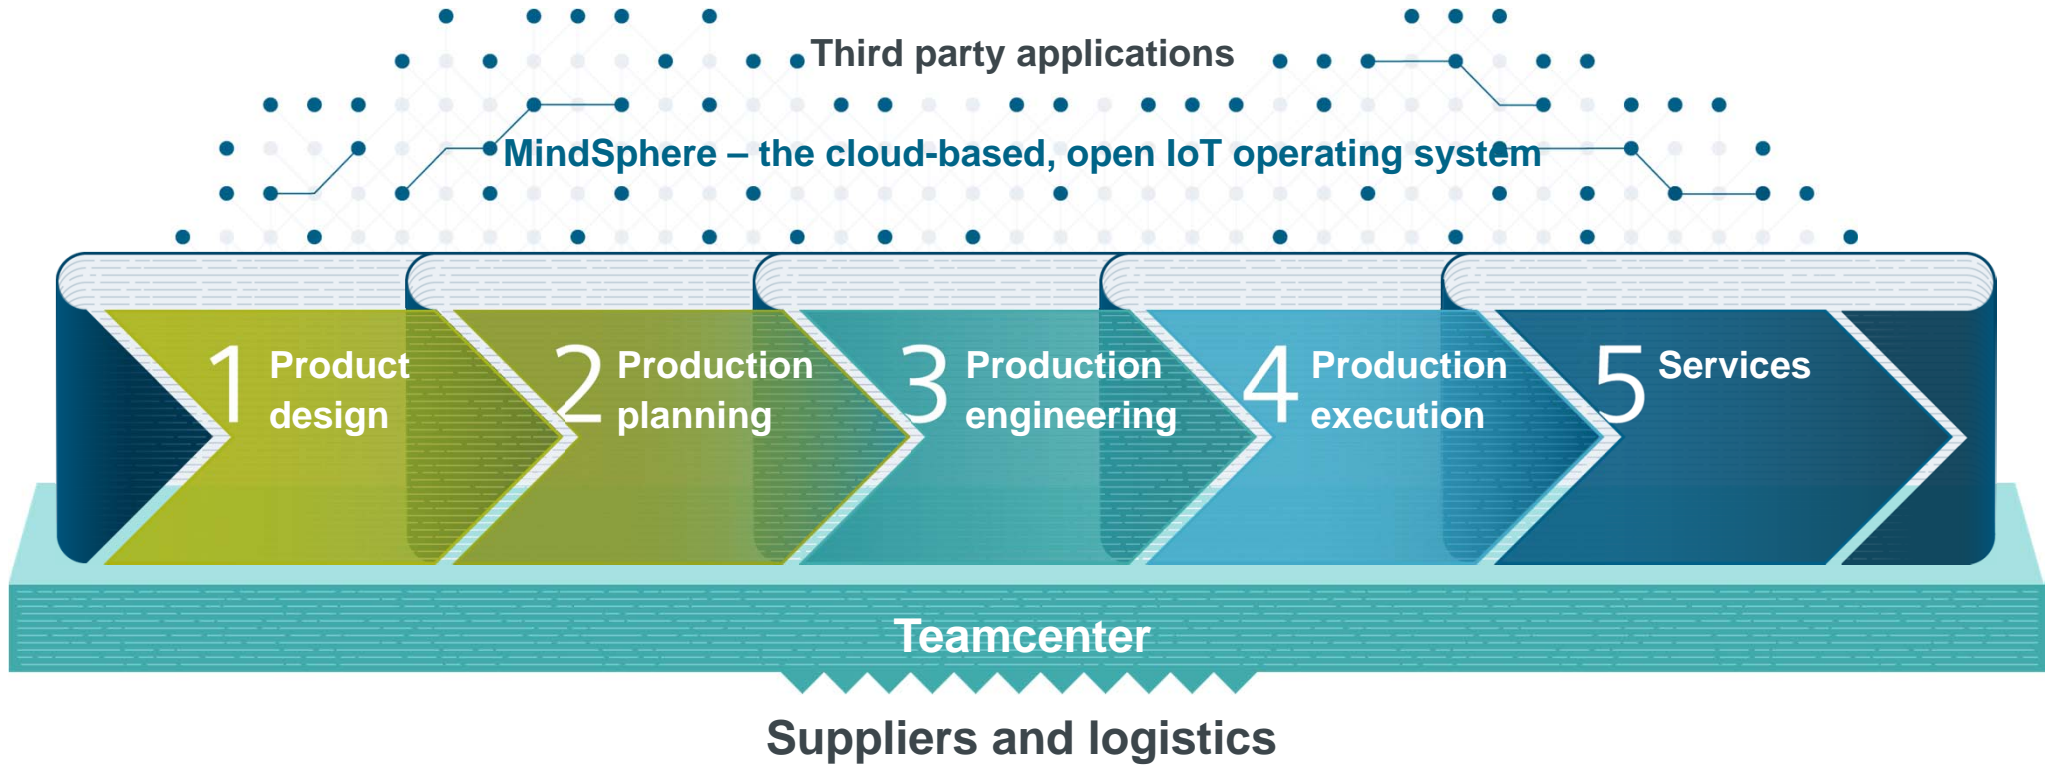 Third party applications
MindSphere – the cloud-based, open IoT operating system
1 Product
design
2 Production
planning
3 Production
engineering
4 Production
execution
5 Services
Teamcenter
Suppliers and logistics